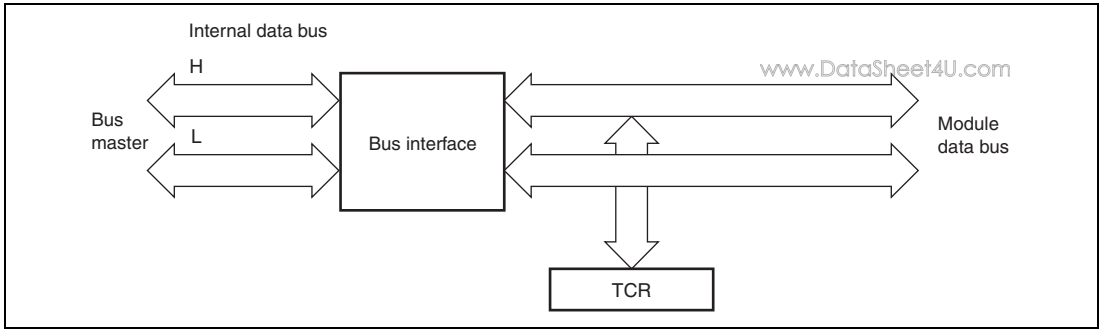 Internal data bus
H
www.DataSheet4U.com
Bus
master
L
Bus interface
Module
data bus
TCR